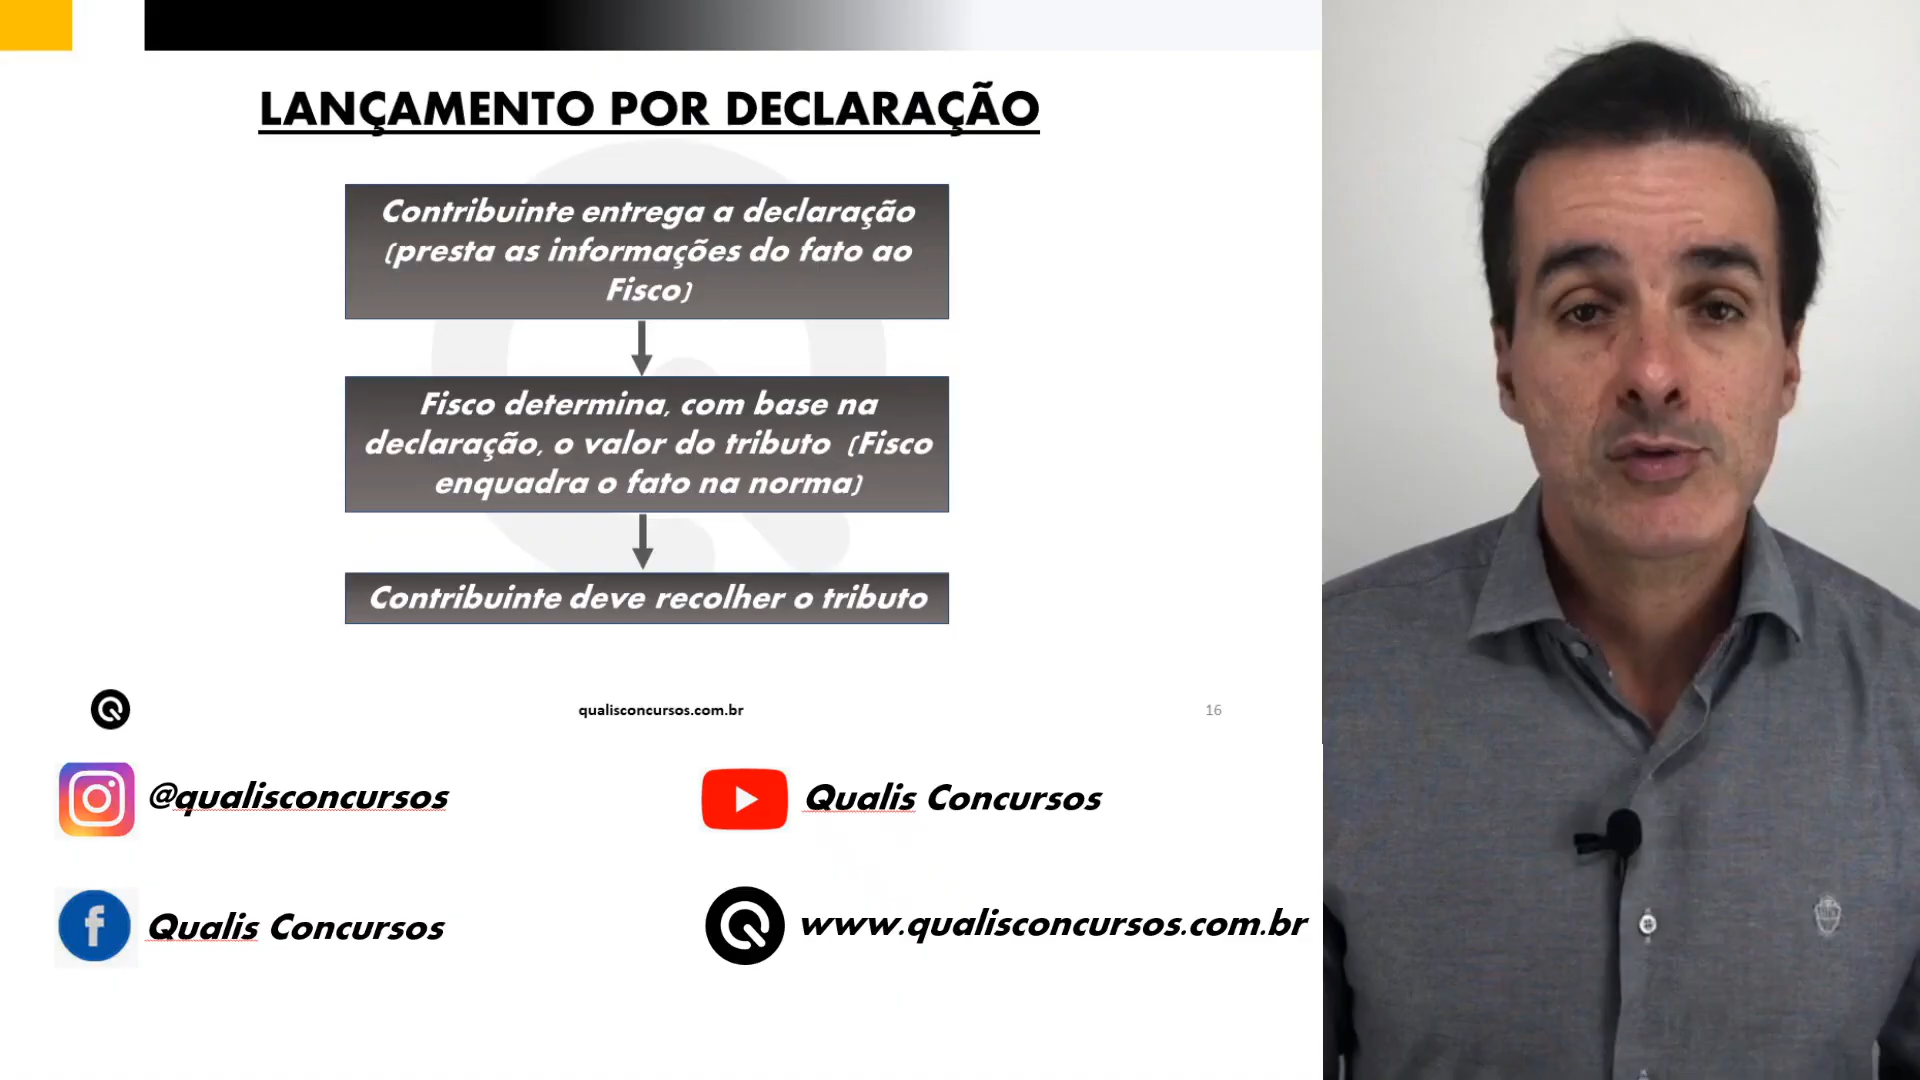 LANÇAMENTO POR DECLARAÇÃO
Contribuinte entrega a declaração
(presta as informações do fato ao
Fisco)
Fisco determina, com base na
declaração, o valor do tributo (Fisco
enquadra o fato na norma)
Contribuinte deve recolher o tributo
qualisconcursos.com.br
16
@qualisconcursos
Qualis Concursos
Qualis Concursos
www.qualisconcursos.com.br